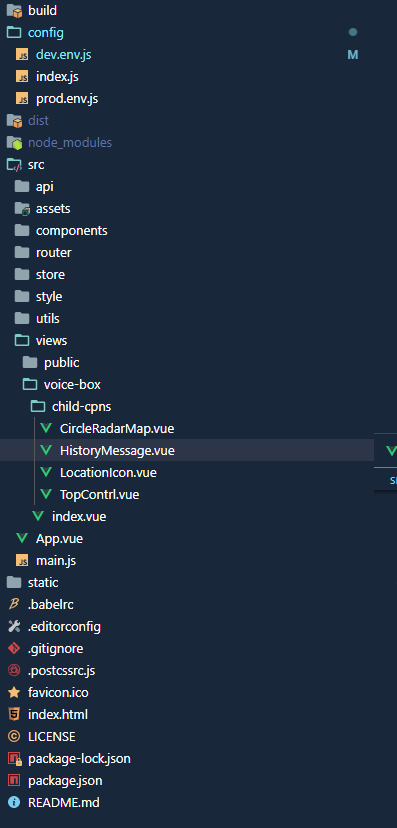 build
config
dev.env.js M
index.js
prod.env.js
dist
node_modules
src
api
assets
components
router
store
style
utils
views
public
voice-box
child-cpns
CircleRadarMap.vue
HistoryMessage.vue
LocationIcon.vue
TopContrl.vue
index.vue
App.vue
main.js
static
.babelrc
.editorconfig
.gitignore
.postcssrc.js
favicon.ico
index.html
LICENSE
package-lock.json
package.json
README.md